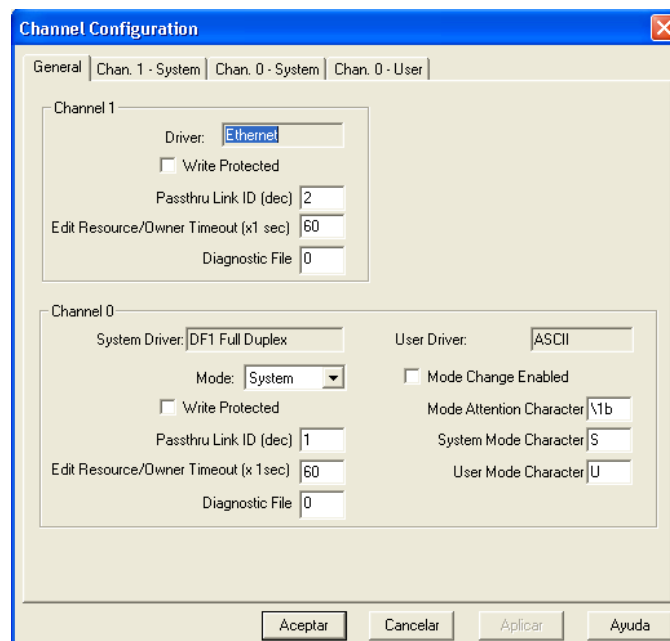 Channel Configuration
General Chan. 1 - System Chan. 0 - System Chan. 0 - User
Channel 1
Driver: Ethernet
Write Protected
Passthru Link ID (dec) 2
Edit Resource/Owner Timeout (x1 sec) 60
Diagnostic File 0
Channel 0
System Driver: DF1 Full Duplex User Driver: ASCII
Mode: System Mode Change Enabled
Write Protected Mode Attention Character \1b
Passthru Link ID (dec) 1 System Mode Character S
Edit Resource/Owner Timeout (x 1sec) 60 User Mode Character U
Diagnostic File 0
Aceptar Cancelar Aplicar Ayuda